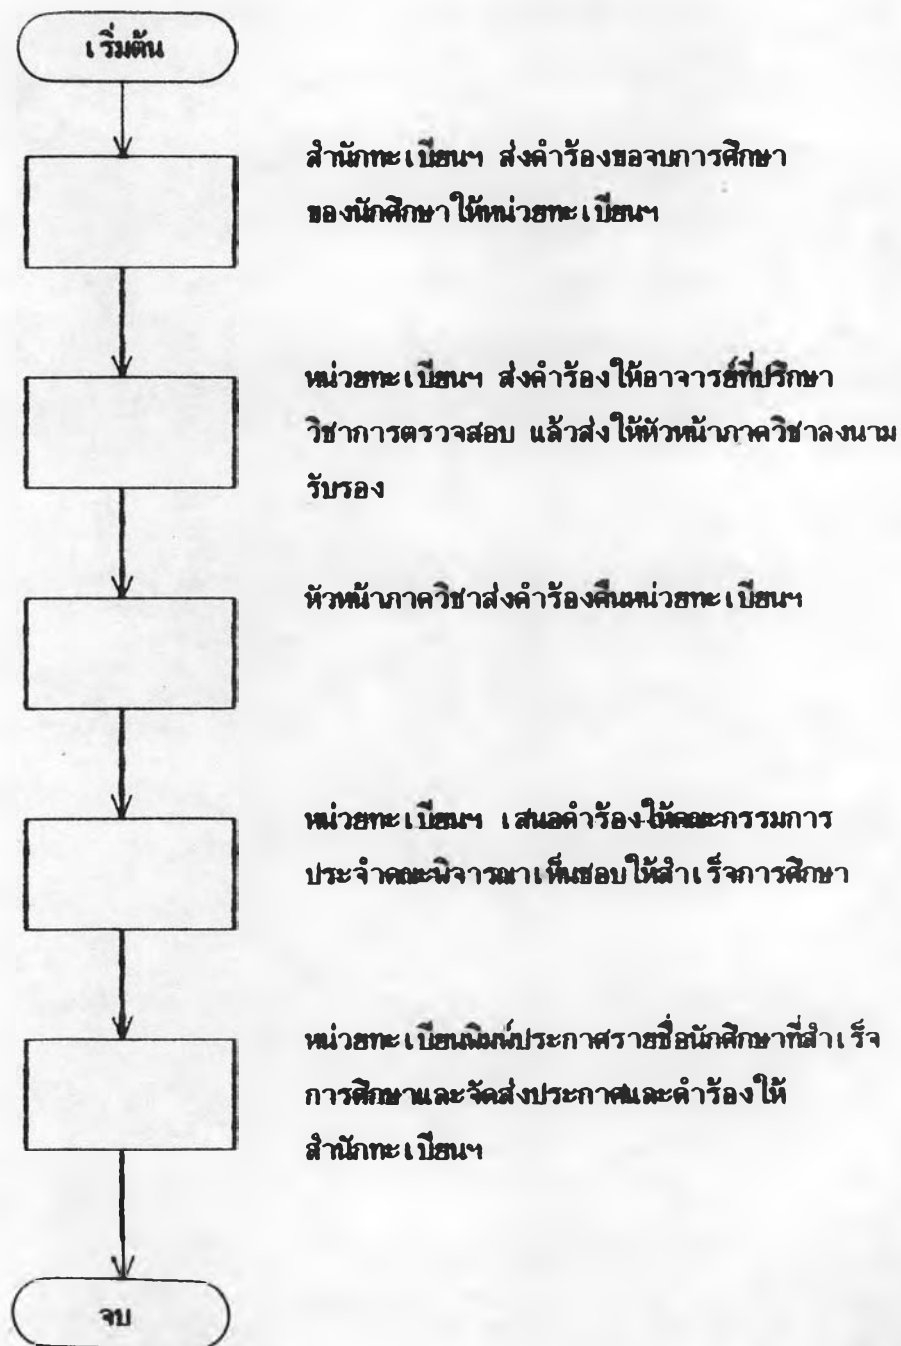 เริ่มต้น
สำนักทะเบียนฯ ส่งคำร้องขอจบการศึกษา
ของนักศึกษาให้หน่วยทะเบียนฯ
หน่วยทะเบียนฯ ส่งคำร้องให้อาจารย์ที่ปรึกษา
วิชาการตรวจสอบ แล้วส่งให้หัวหน้าภาควิชาลงนาม
รับรอง
หัวหน้าภาควิชาส่งคำร้องคืนหน่วยทะเบียนฯ
หน่วยทะเบียนฯ เสนอคำร้องให้คณะกรรมการ
ประจำคณะพิจารณาเห็นชอบให้สำเร็จการศึกษา
หน่วยทะเบียนพิมพ์ประกาศรายชื่อนักศึกษาที่สำเร็จ
การศึกษาและจัดส่งประกาศและคำร้องให้
สำนักทะเบียนฯ
จบ